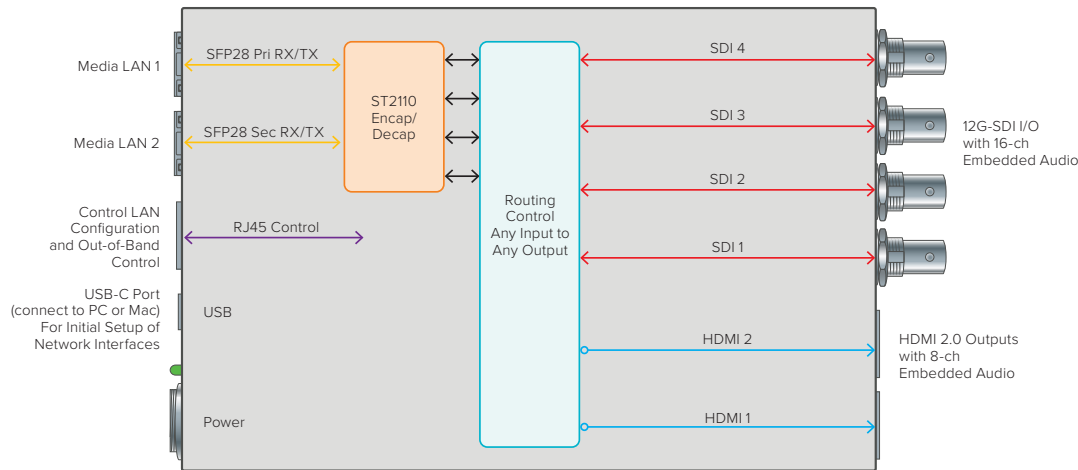 Media LAN 1
Media LAN 2
Control LAN
Configuration
and Out-of-Band
Control
USB-C Port
(connect to PC or Mac)
For Initial Setup of
Network Interfaces
SFP28 Pri RX/TX
SFP28 Sec RX/TX
RJ45 Control
USB
Power
ST2110
Encap/
Decap
Routing
Control
Any Input to
Any Output
SDI 4
SDI 3
SDI 2
SDI 1
HDMI 2
HDMI 1
12G-SDI I/O
with 16-ch
Embedded Audio
HDMI 2.0 Outputs
with 8-ch
Embedded Audio